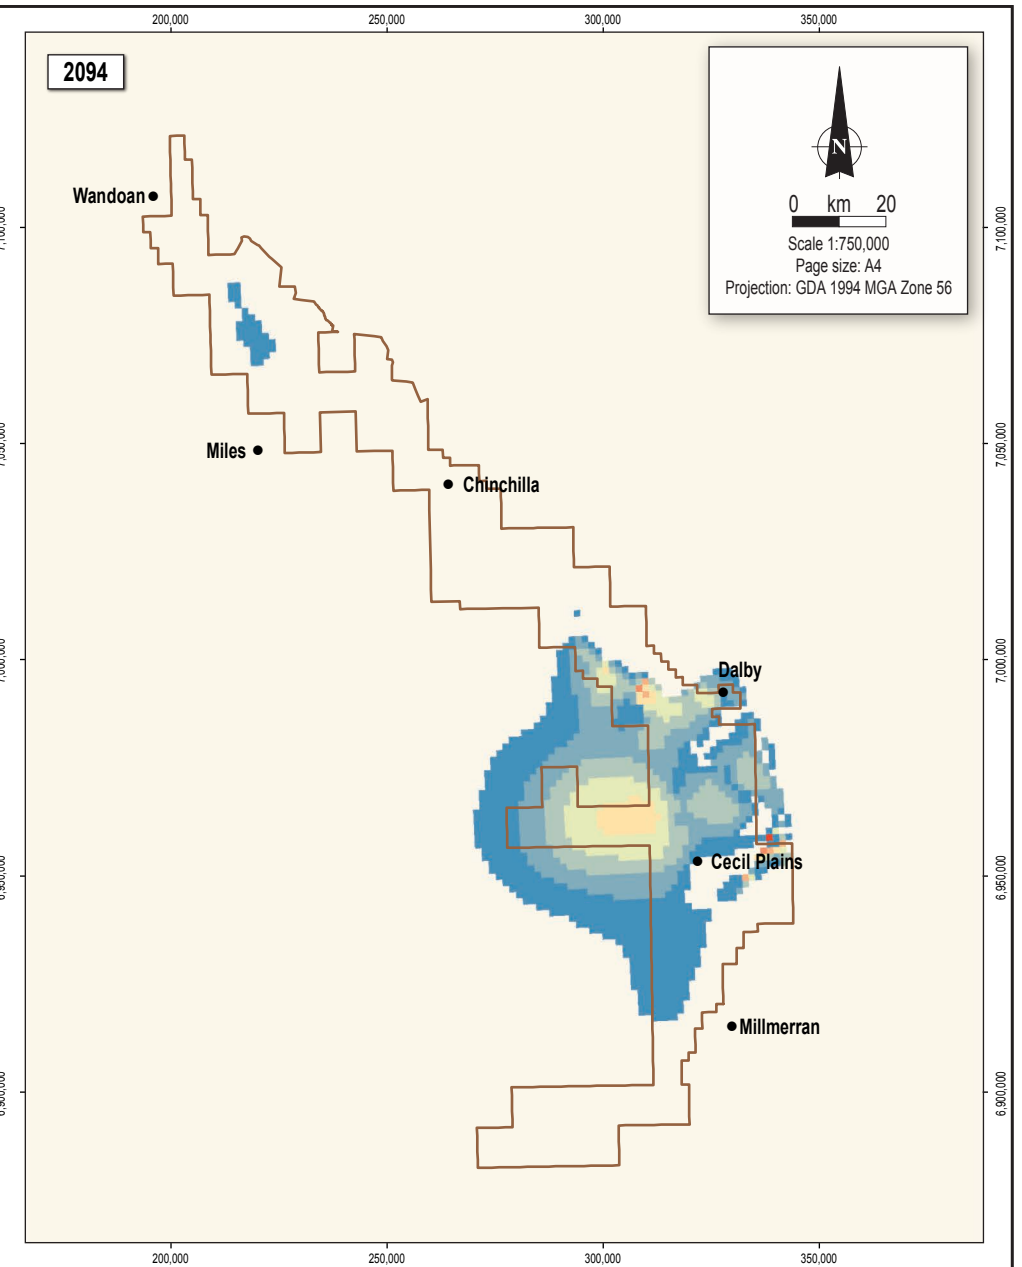 200,000 250,000 300,000 350,000
2094
N
0 km 20
Scale 1:750,000
Page size: A4
Projection: GDA 1994 MGA Zone 56
Wandoan
7,100,000
7,100,000
Miles
7,050,000
7,050,000
Chinchilla
7,000,000
7,000,000
Dalby
Cecil Plains
6,950,000
6,950,000
Millmerran
6,900,000
6,900,000
200,000 250,000 300,000 350,000